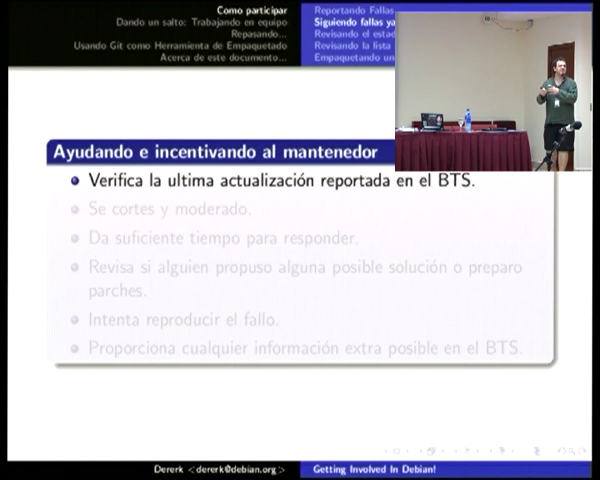 Como participar
Dando un salto: Trabajando en equipo
Repasando...
Usando Git como Herramienta de Empaquetado
Acerca de este documento...
Reportando Fallas
Siguiendo fallas ya
Revisando el estad
Revisando la lista
Empaquetando un
Ayudando e incentivando al mantenedor
Verifica la ultima actualización reportada en el BTS.
Se cortes y moderado.
Da suficiente tiempo para responder.
Revisa si alguien propuso alguna posible solución o preparo
parches.
Intenta reproducir el fallo.
Proporciona cualquier información extra posible en el BTS.
Dererk <dererk@debian.org>
Getting Involved In Debian!